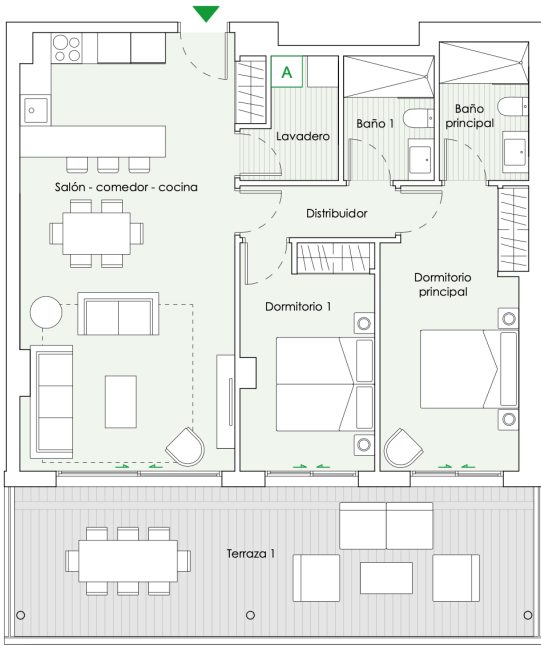 A
Lavadero
Baño 1
Baño
principal
Salón - comedor - cocina
Distribuidor
Dormitorio 1
Dormitorio
principal
Terraza 1